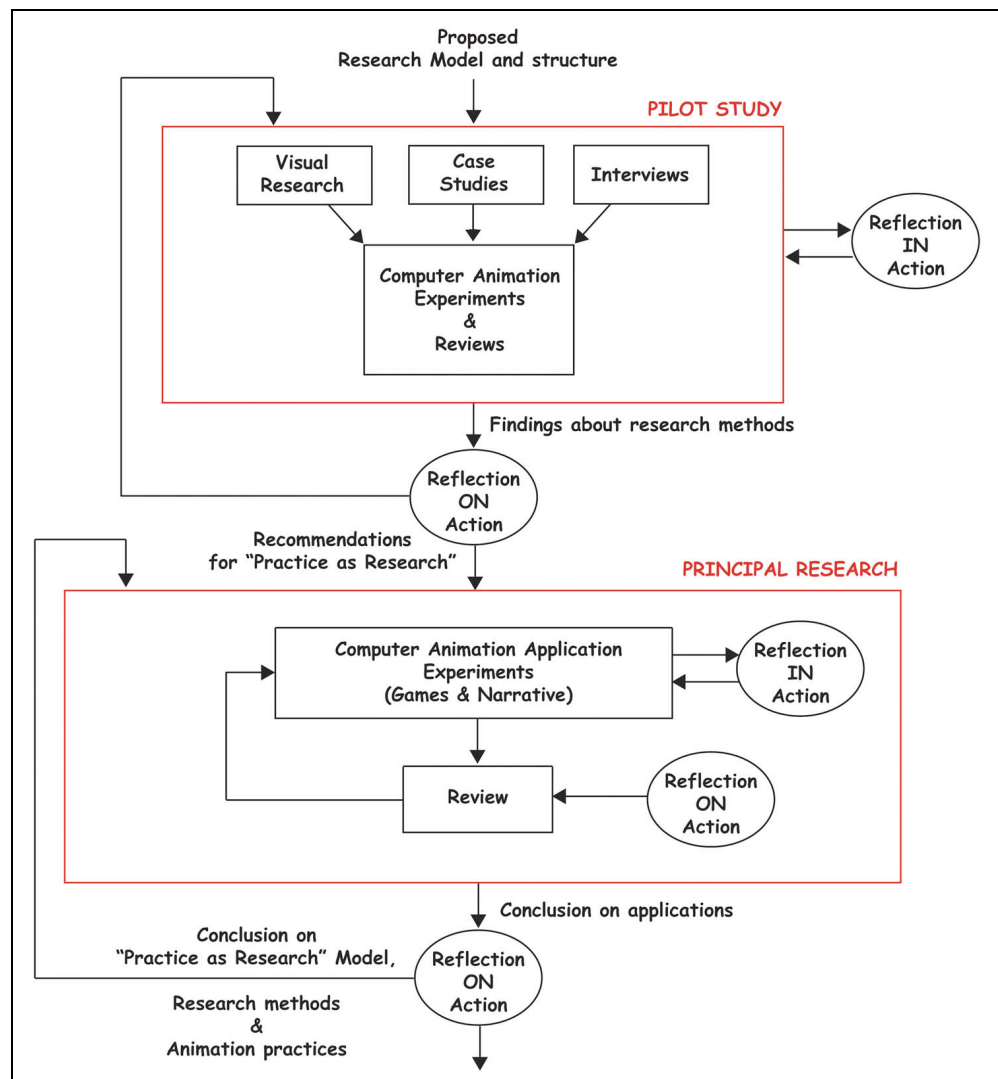 Proposed
Research Model and structure
PILOT STUDY
Visual
Research
Case
Studies
Interviews
Reflection
IN
Action
Computer Animation
Experiments
&
Reviews
Findings about research methods
Reflection
ON
Action
Recommendations
for “Practice as Research”
PRINCIPAL RESEARCH
Computer Animation Application
Experiments
(Games & Narrative)
Reflection
IN
Action
Review
Reflection
ON
Action
Conclusion on applications
Conclusion on
“Practice as Research” Model,
Reflection
ON
Action
Research methods
&
Animation practices